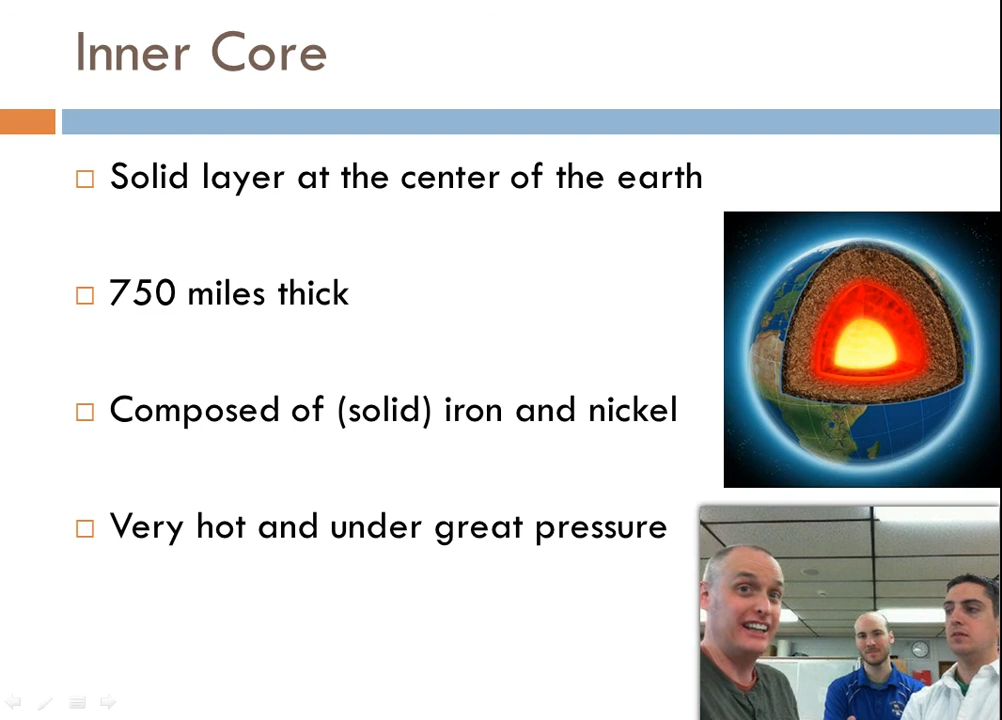 Inner Core
Solid layer at the center of the earth
750 miles thick
Composed of (solid) iron and nickel
Very hot and under great pressure